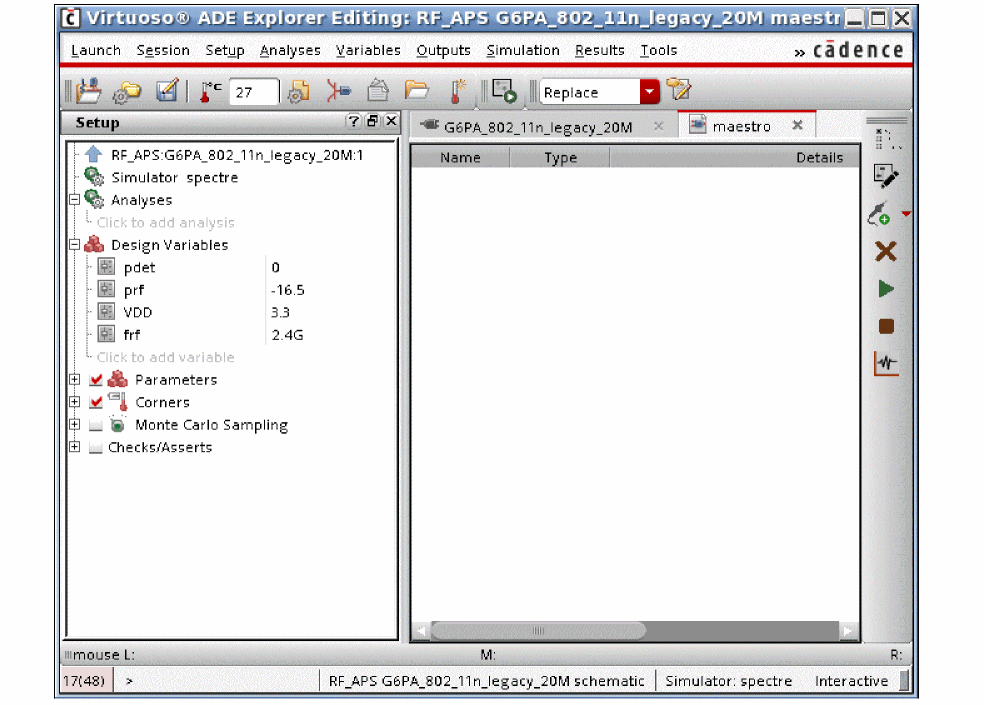 Virtuoso® ADE Explorer Editing: RF_APS G6PA_802_11n_legacy_20M maestr
Launch Session Setup Analyses Variables Outputs Simulation Results Tools » cādence
°C 27 Replace
Setup
G6PA_802_11n_legacy_20M maestro
Name Type Details
RF_APS:G6PA_802_11n_legacy_20M:1
Simulator spectre
Analyses
Click to add analysis
Design Variables
pdet 0
prf -16.5
VDD 3.3
frf 2.4G
Click to add variable
Parameters
Corners
Monte Carlo Sampling
Checks/Asserts
mouse L: M: R:
17(48) > RF_APS G6PA_802_11n_legacy_20M schematic Simulator: spectre Interactive